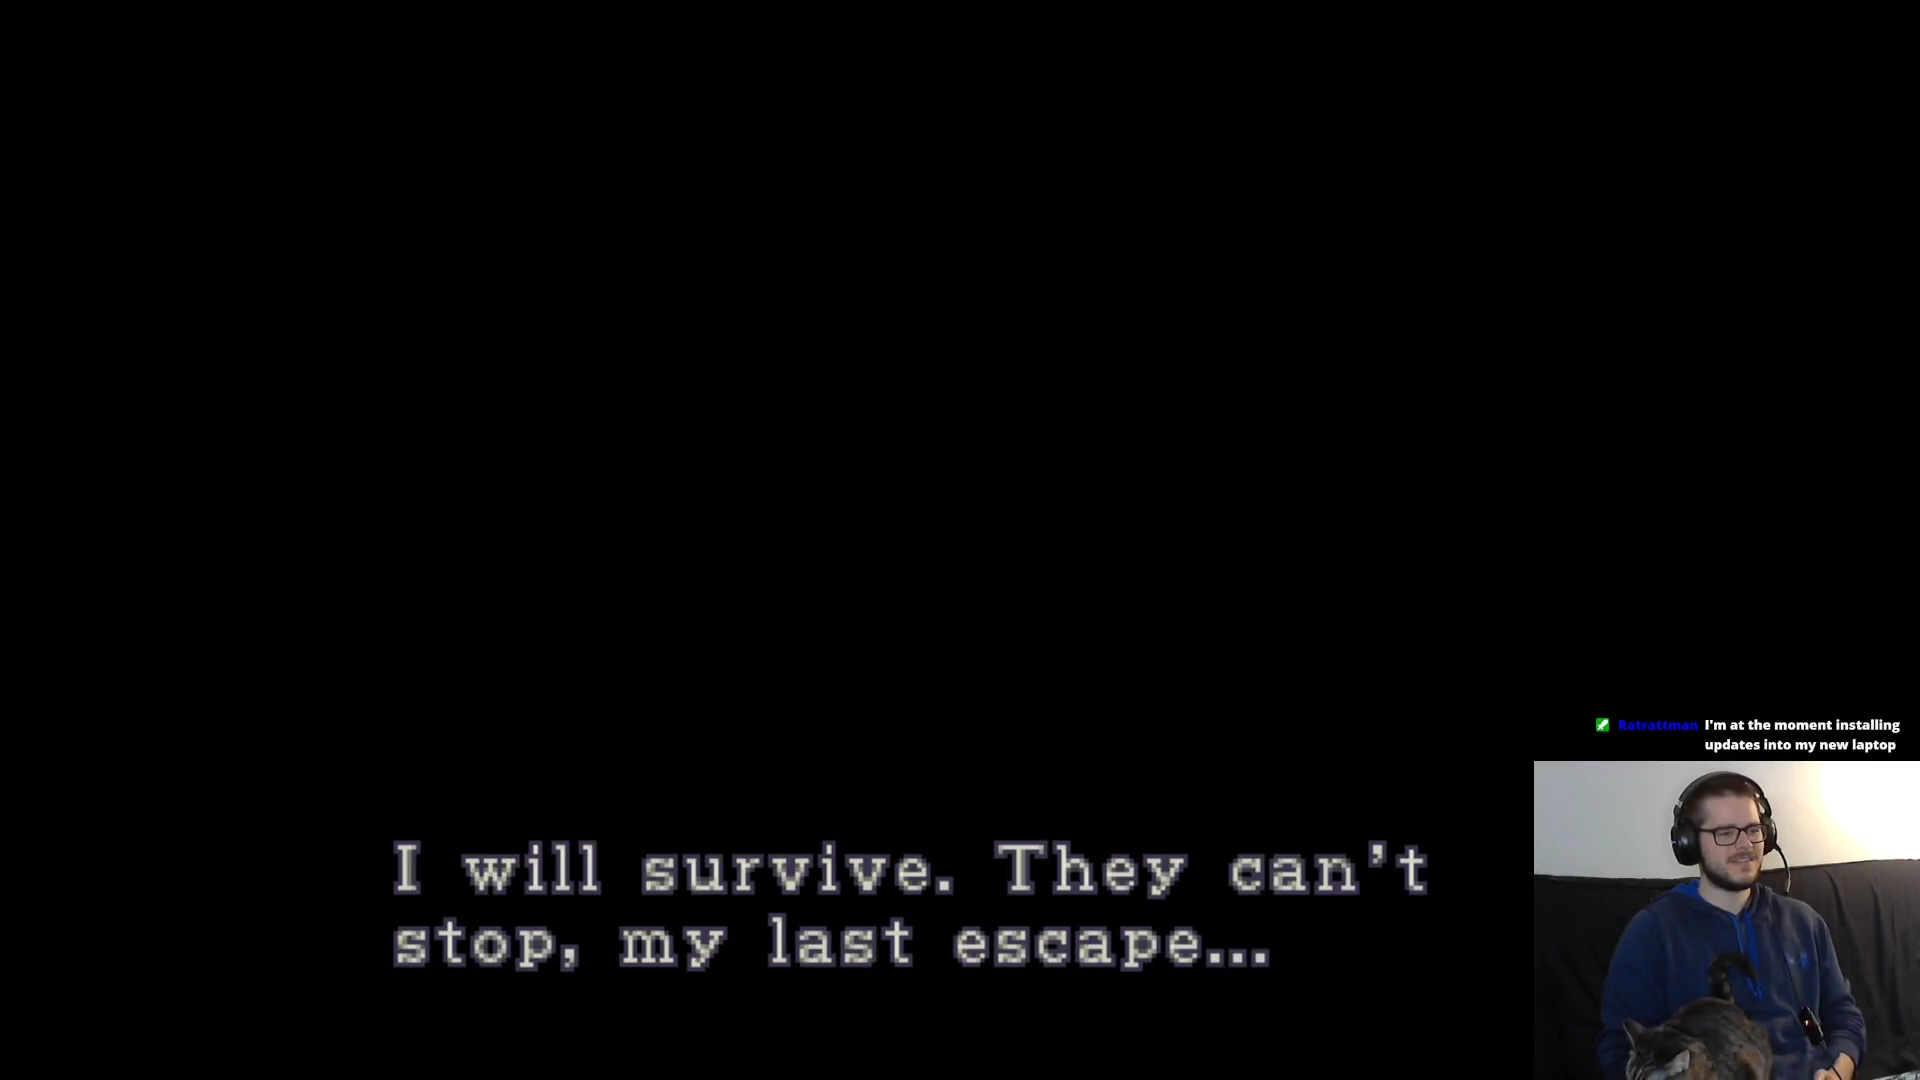 Ratrattman I'm at the moment installing
updates into my new laptop
I will survive. They can't
stop, my last escape...